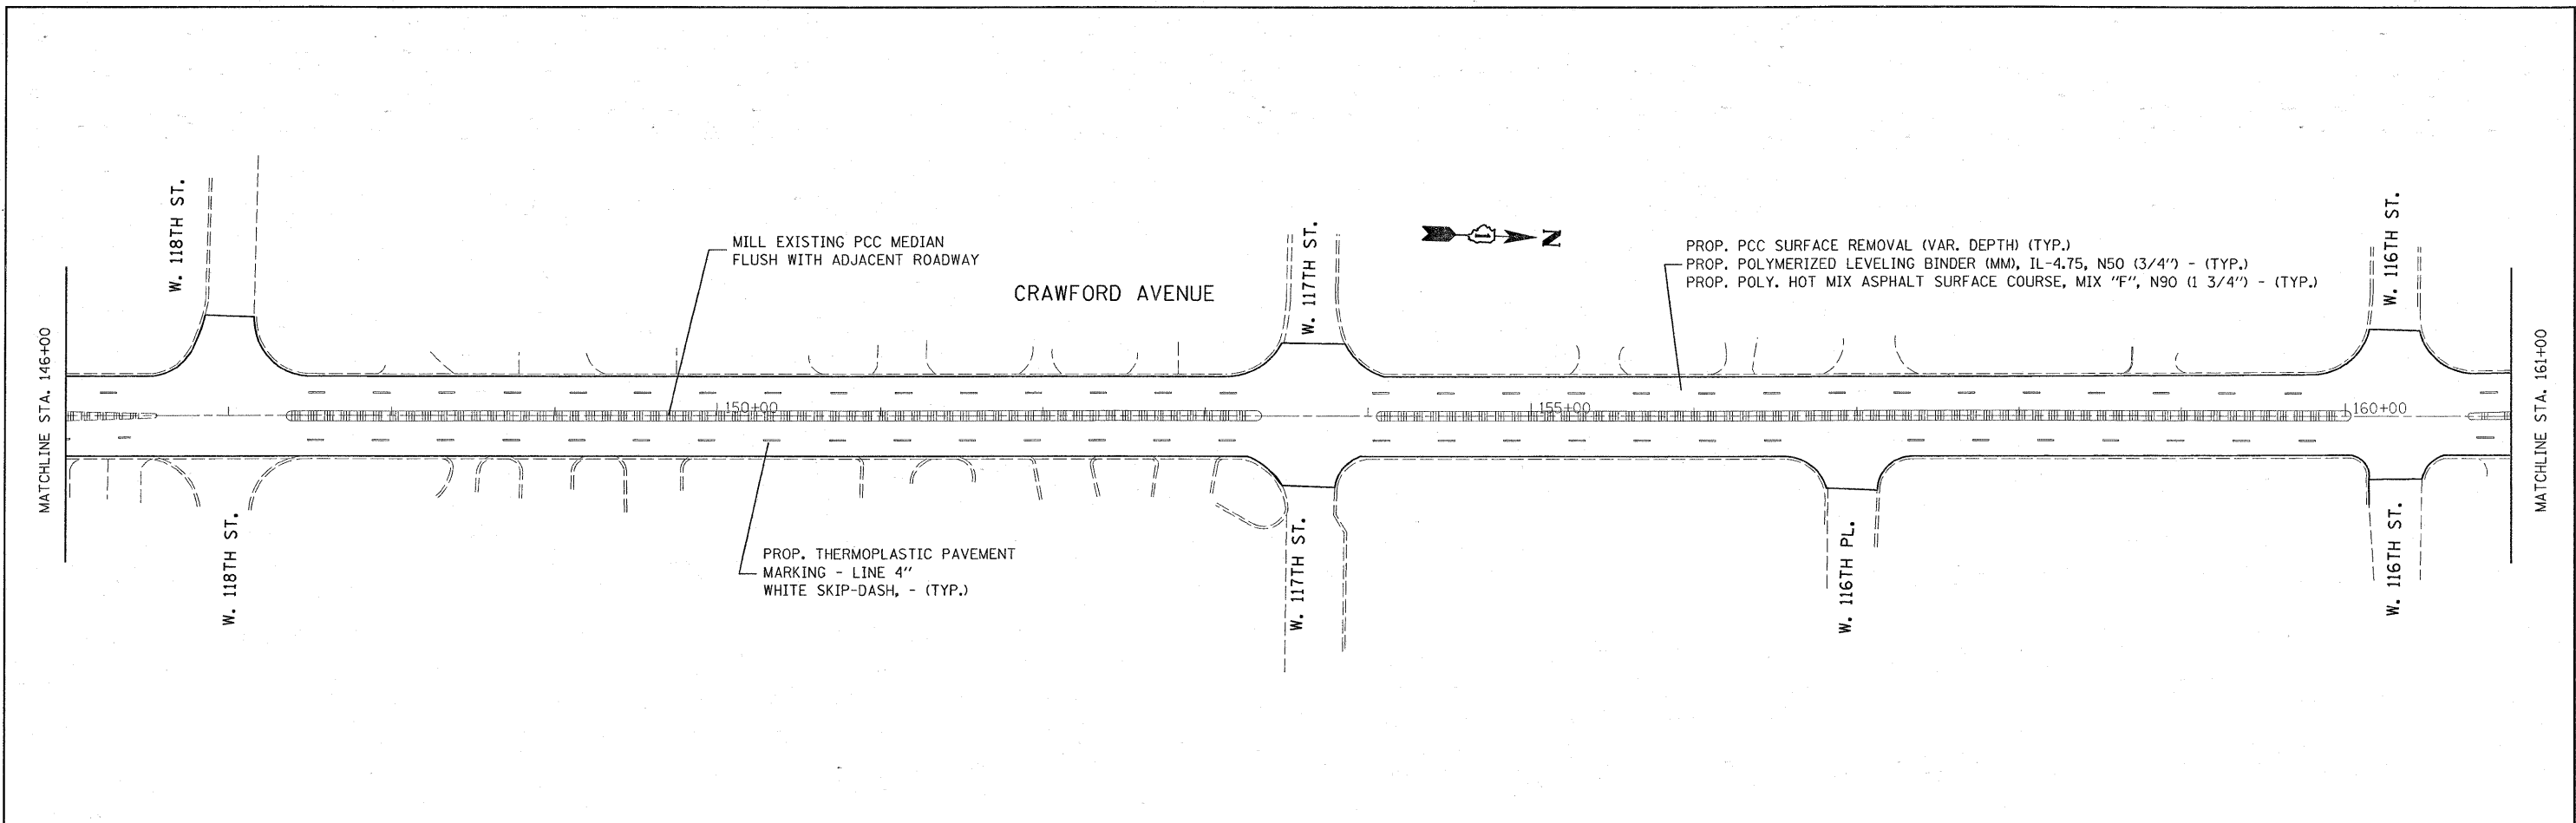 W. 118TH ST.
W. 117TH ST.
W. 116TH ST.
MILL EXISTING PCC MEDIAN
FLUSH WITH ADJACENT ROADWAY
CRAWFORD AVENUE
N
PROP. PCC SURFACE REMOVAL (VAR. DEPTH) (TYP.)
PROP. POLYMERIZED LEVELING BINDER (MM), IL-4.75, N50 (3/4") - (TYP.)
PROP. POLY. HOT MIX ASPHALT SURFACE COURSE, MIX "F", N90 (1 3/4") - (TYP.)
MATCHLINE STA. 146+00
150+00
155+00
160+00
MATCHLINE STA. 161+00
PROP. THERMOPLASTIC PAVEMENT
MARKING - LINE 4"
WHITE SKIP-DASH, - (TYP.)
W. 118TH ST.
W. 117TH ST.
W. 116TH PL.
W. 116TH ST.